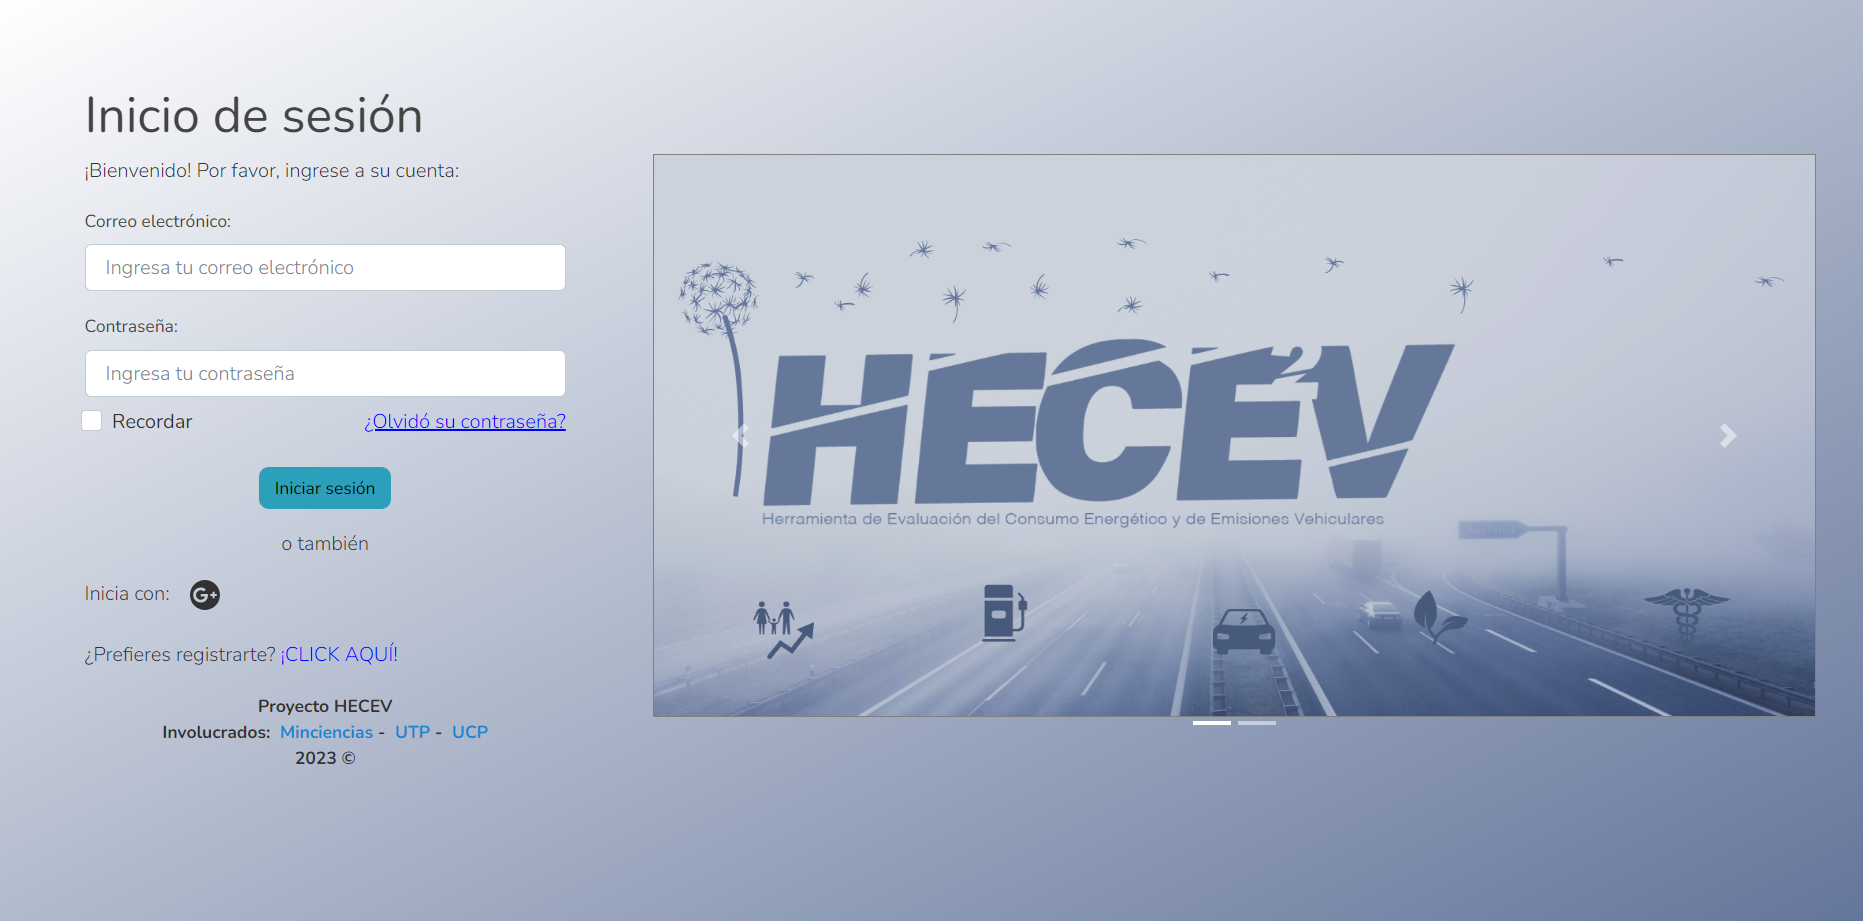 Inicio de sesión
¡Bienvenido! Por favor, ingrese a su cuenta:
Correo electrónico:
Ingresa tu correo electrónico
Contraseña:
Ingresa tu contraseña
Recordar ¿Olvidó su contraseña?
Iniciar sesión
o también
Inicia con: G+
¿Prefieres registrarte? ¡CLICK AQUÍ!
Proyecto HECEV
Involucrados: Minciencias - UTP - UCP
2023 ©
HECE²V
Herramienta de Evaluación del Consumo Energético y de Emisiones Vehiculares